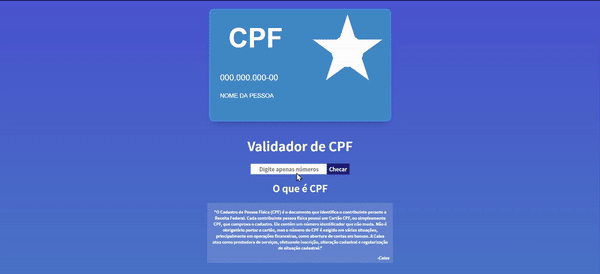 CPF
000.000.000-00
NOME DA PESSOA
Validador de CPF
Digite apenas números
Checar
O que é CPF
"O Cadastro de Pessoa Física (CPF) é o documento que identifica o contribuinte perante a
Receita Federal. Cada contribuinte pessoa física possui um Cartão CPF, ou simplesmente
CPF, que comprova o cadastro. Ele contém um número identificador que não muda. Não é
obrigatório portar o cartão, mas o número do CPF é exigido em várias situações,
principalmente em operações financeiras, como abertura de contas em bancos. A Caixa
atua como prestadora de serviços, efetuando inscrição, alteração cadastral e regularização
de situação cadastral."
-Caixa